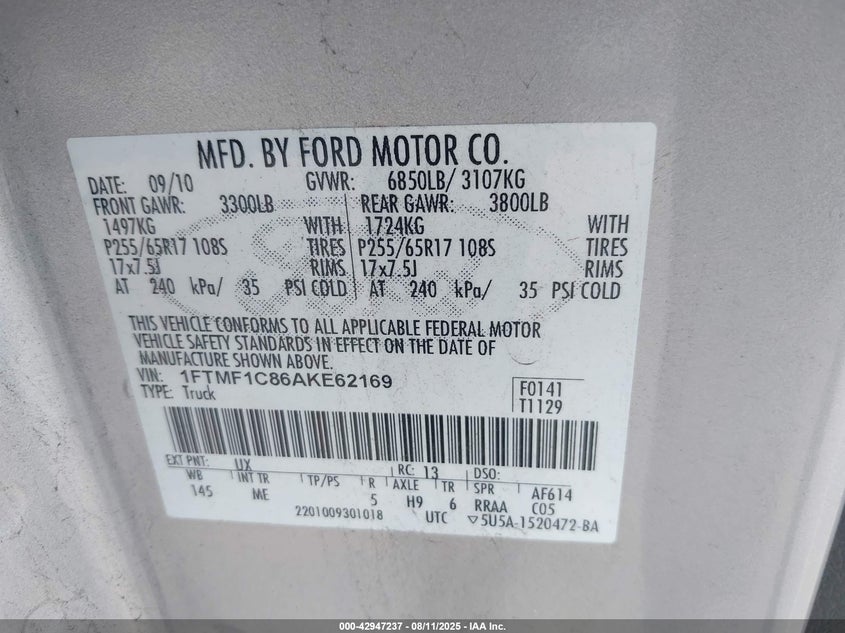 MFD. BY FORD MOTOR CO.
DATE: 09/10 GVWR: 6850LB/ 3107KG
FRONT GAWR: 3300LB REAR GAWR: 3800LB
1497KG WITH 1724KG WITH
P255/65R17 108S TIRES P255/65R17 108S TIRES
17x7.5J RIMS 17x7.5J RIMS
AT 240 kPa/ 35 PSI COLD AT 240 kPa/ 35 PSI COLD
THIS VEHICLE CONFORMS TO ALL APPLICABLE FEDERAL MOTOR
VEHICLE SAFETY STANDARDS IN EFFECT ON THE DATE OF
MANUFACTURE SHOWN ABOVE.
VIN: 1FTMF1C86AKE62169
TYPE: Truck
F0141
T1129
EXT PNT: UX RC: 13 DSO:
WB INT TR TP/PS R AXLE TR SPR AF614
145 ME 5 H9 6 RRAA C05
2201009301018 UTC ▽5U5A-1520472-BA
000-42947237 - 08/11/2025 - IAA Inc.